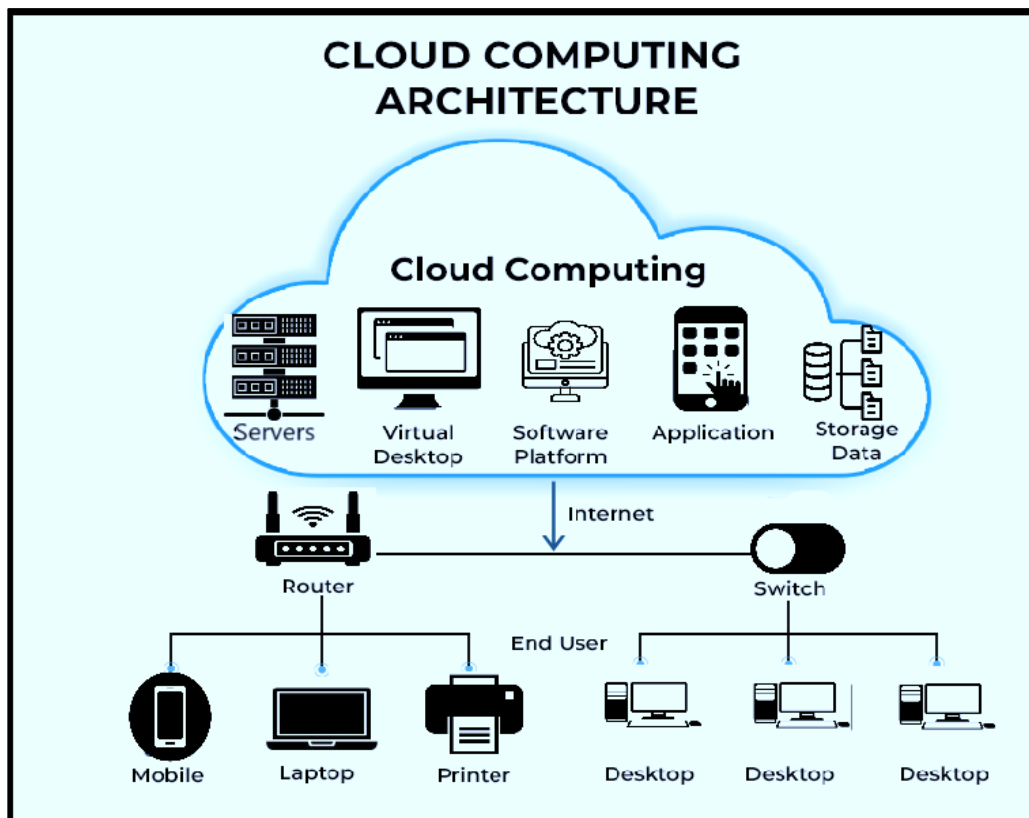 CLOUD COMPUTING
ARCHITECTURE
Cloud Computing
Servers
Virtual
Desktop
Software
Platform
Application
Storage
Data
Internet
Router
Switch
End User
Mobile
Laptop
Printer
Desktop
Desktop
Desktop